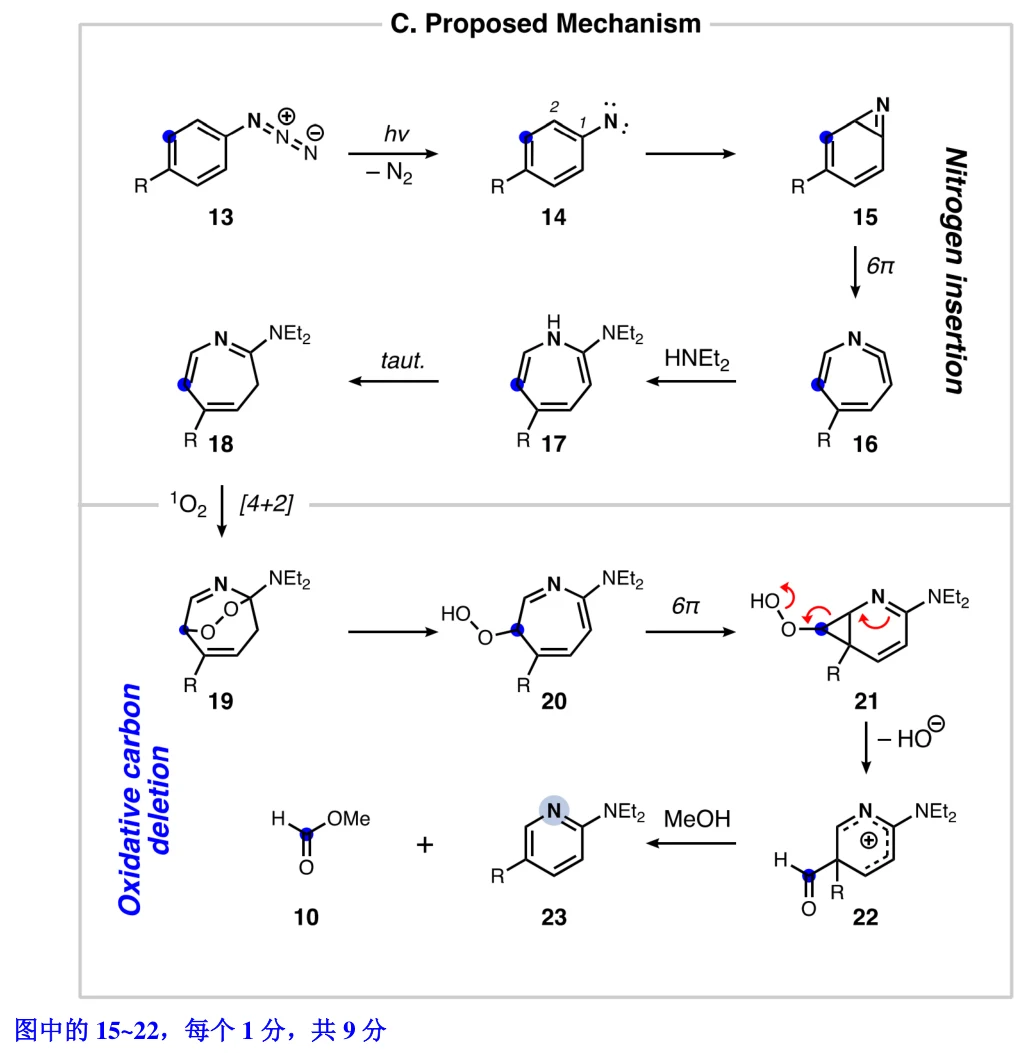 C. Proposed Mechanism
N ⊕ N N ⊖
R
13
hv
– N2
2
1 N
R
14
N
R
15
Nitrogen insertion
6π
N NEt2
R 18
taut.
H
N NEt2
R 17
HNEt2
N
R 16
1O2 [4+2]
N NEt2
O
O
R
19
HO
O
N NEt2
R
20
6π
HO
O
N NEt2
R
21
– HO⊖
Oxidative carbon
deletion
H OMe
O
10
+
N NEt2
R
23
MeOH
N NEt2
⊕
H
O R
22
图中的 15~22，每个 1 分，共 9 分